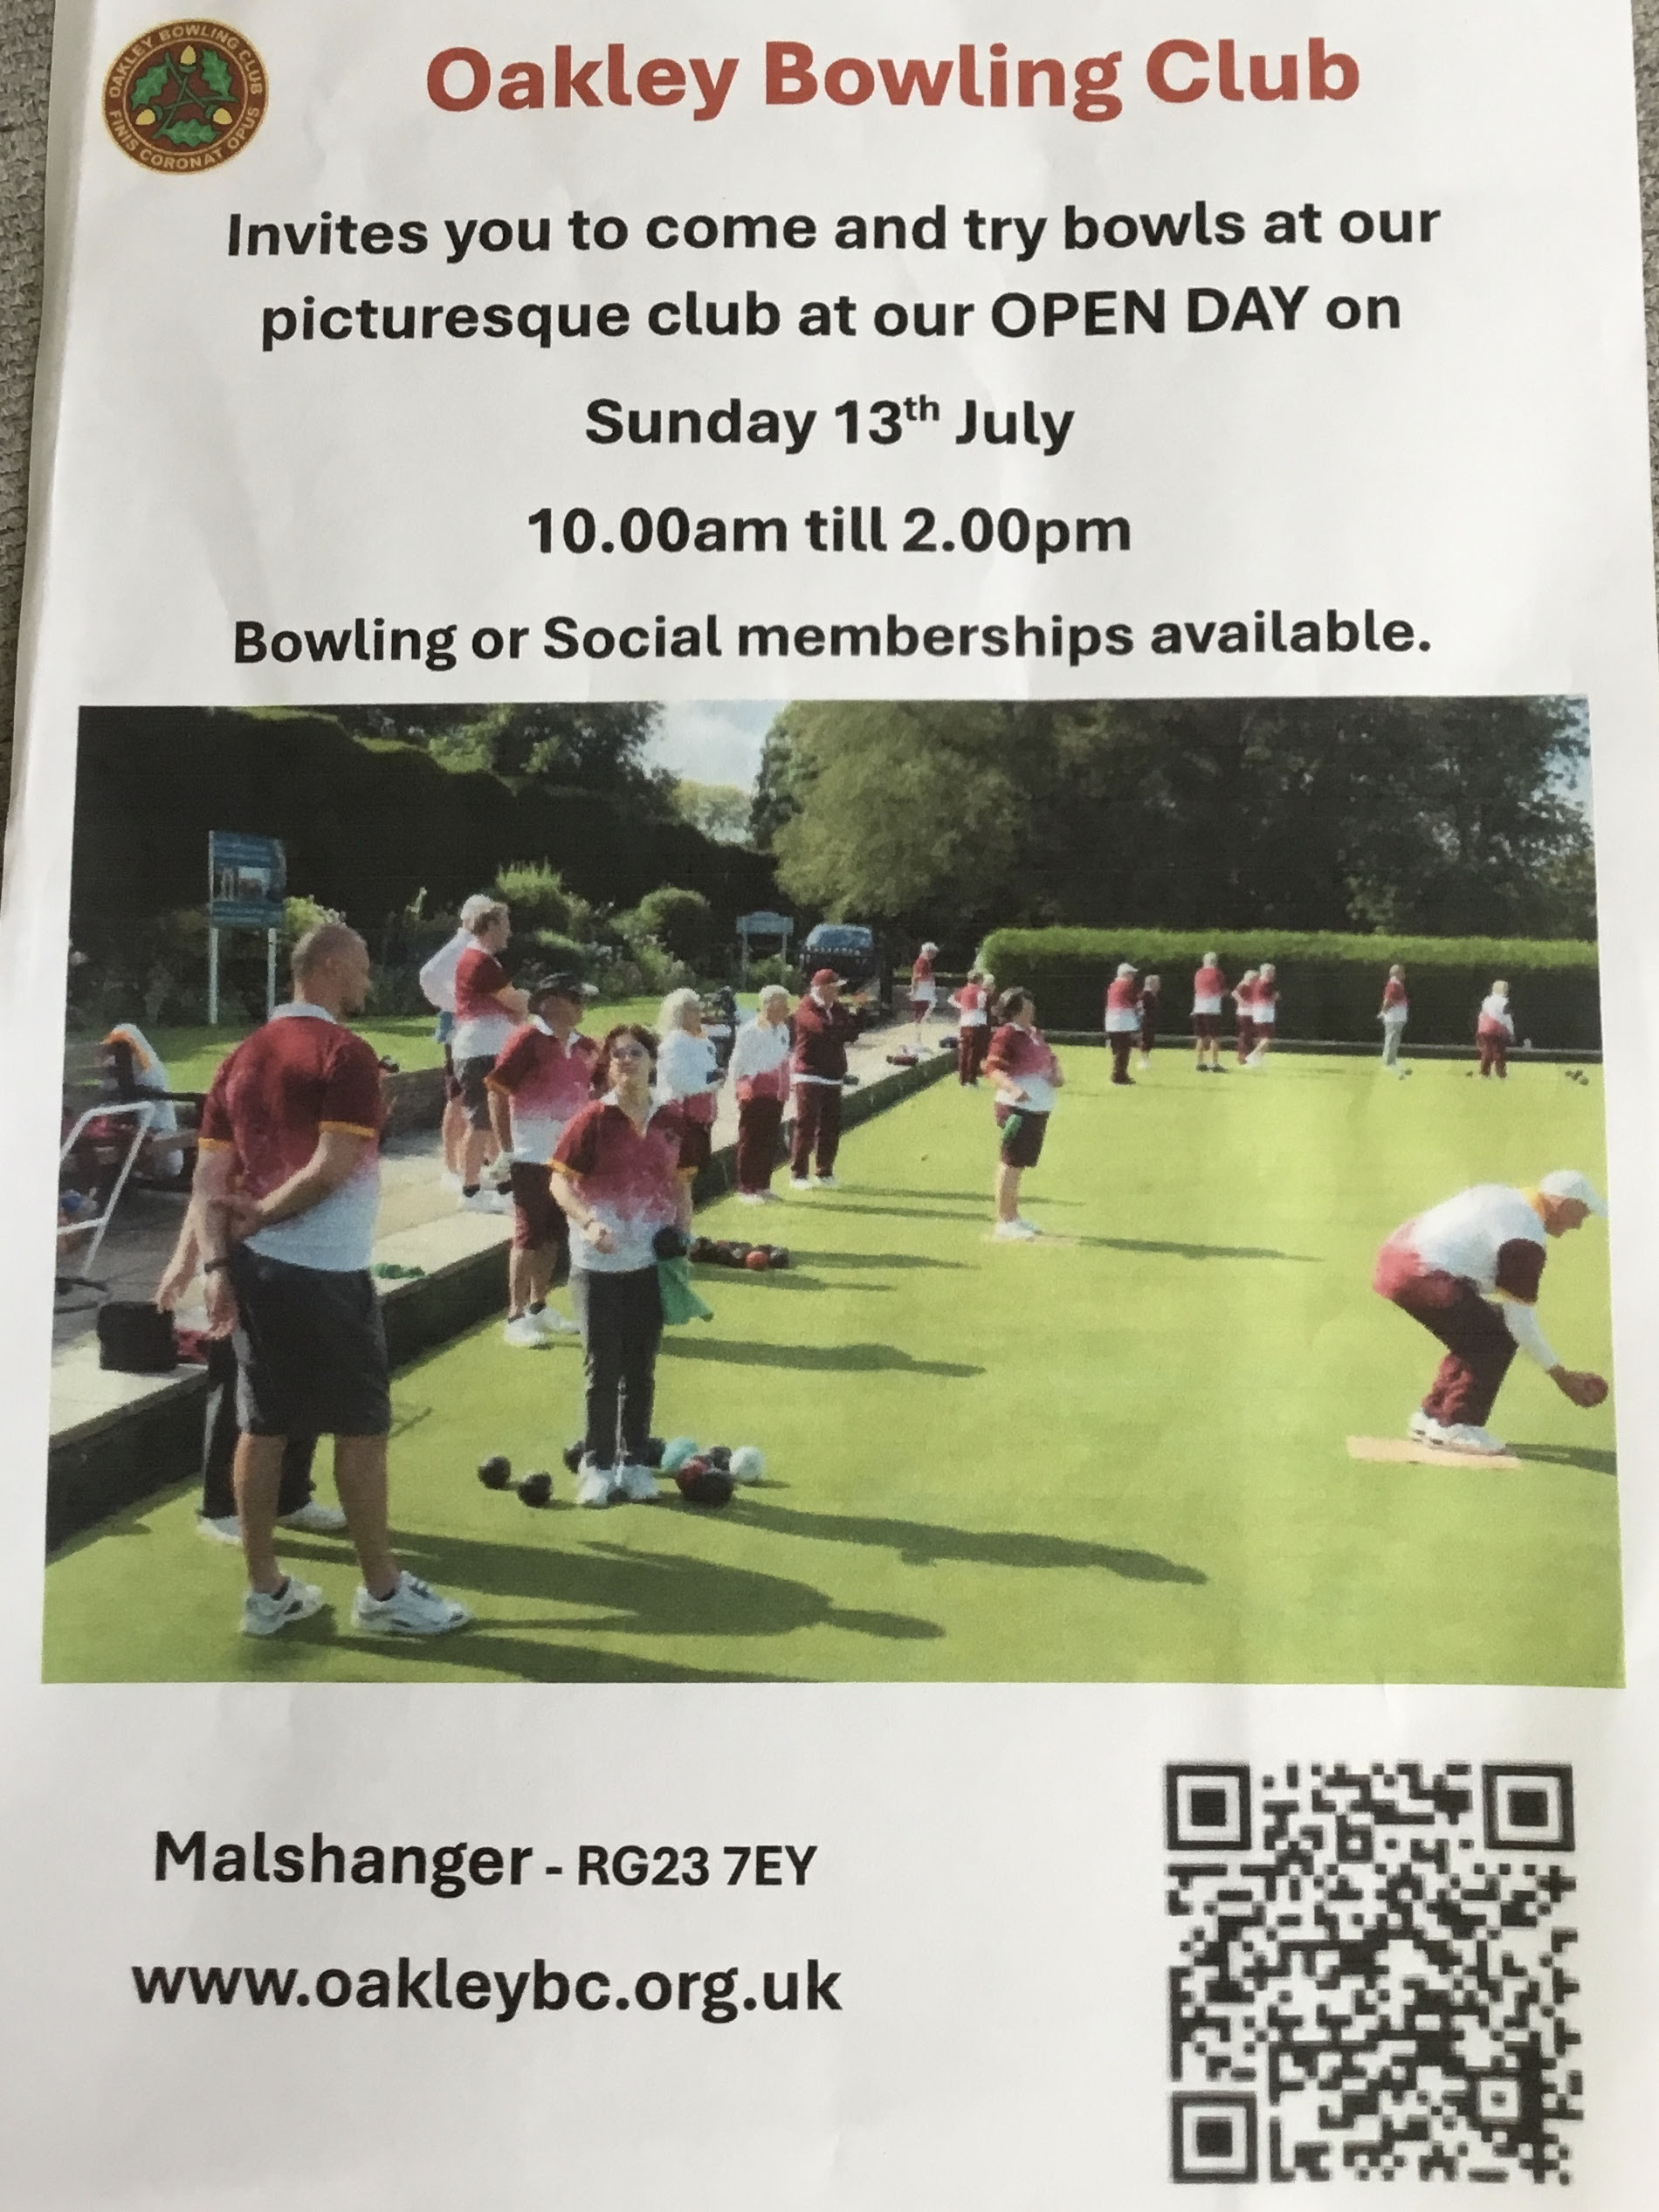 OAKLEY BOWLING CLUB
FINIS CORONAT OPUS
Oakley Bowling Club
Invites you to come and try bowls at our
picturesque club at our OPEN DAY on
Sunday 13th July
10.00am till 2.00pm
Bowling or Social memberships available.
Malshanger - RG23 7EY
www.oakleybc.org.uk